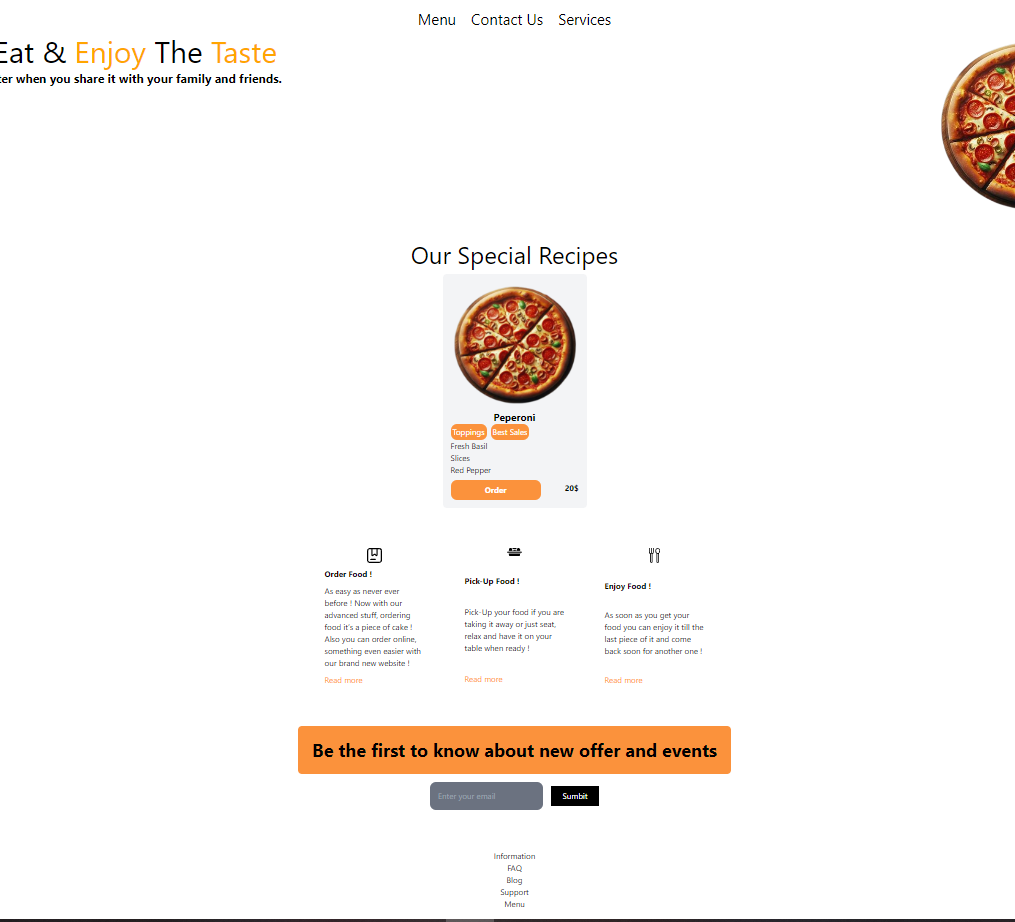 Menu Contact Us Services
Eat & Enjoy The Taste
when you share it with your family and friends.
Our Special Recipes
Peperoni
Toppings Best Sales
Fresh Basil
Slices
Red Pepper
Order 20$
Order Food !
As easy as never ever
before ! Now with our
advanced stuff, ordering
food it's a piece of cake !
Also you can order online,
something even easier with
our brand new website !
Read more
Pick-Up Food !
Pick-Up your food if you are
taking it away or just seat,
relax and have it on your
table when ready !
Read more
Enjoy Food !
As soon as you get your
food you can enjoy it till the
last piece of it and come
back soon for another one !
Read more
Be the first to know about new offer and events
Enter your email Sumbit
Information
FAQ
Blog
Support
Menu